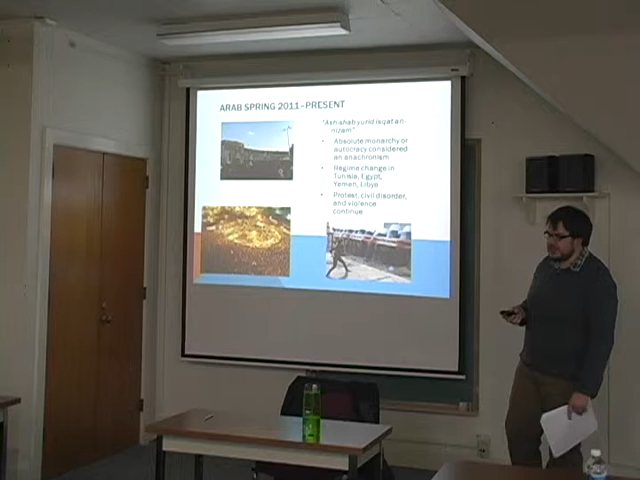 ARAB SPRING 2011–PRESENT
"Ash-shab yurid isqat an-
nizam"
• Absolute monarchy or
autocracy considered
an anachronism
• Regime change in
Tunisia, Egypt,
Yemen, Libya
• Protest, civil disorder,
and violence
continue